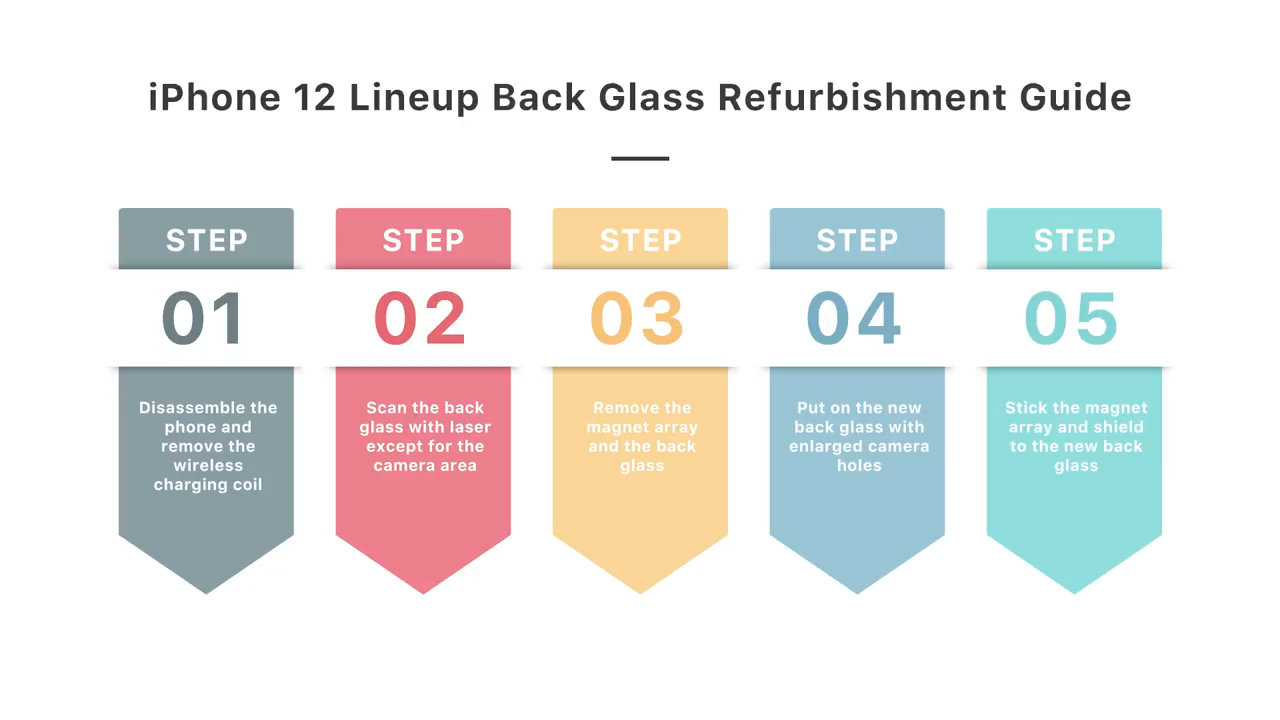 iPhone 12 Lineup Back Glass Refurbishment Guide
STEP
01
Disassemble the
phone and
remove the
wireless
charging coil
STEP
02
Scan the back
glass with laser
except for the
camera area
STEP
03
Remove the
magnet array
and the back
glass
STEP
04
Put on the new
back glass with
enlarged camera
holes
STEP
05
Stick the magnet
array and shield
to the new back
glass